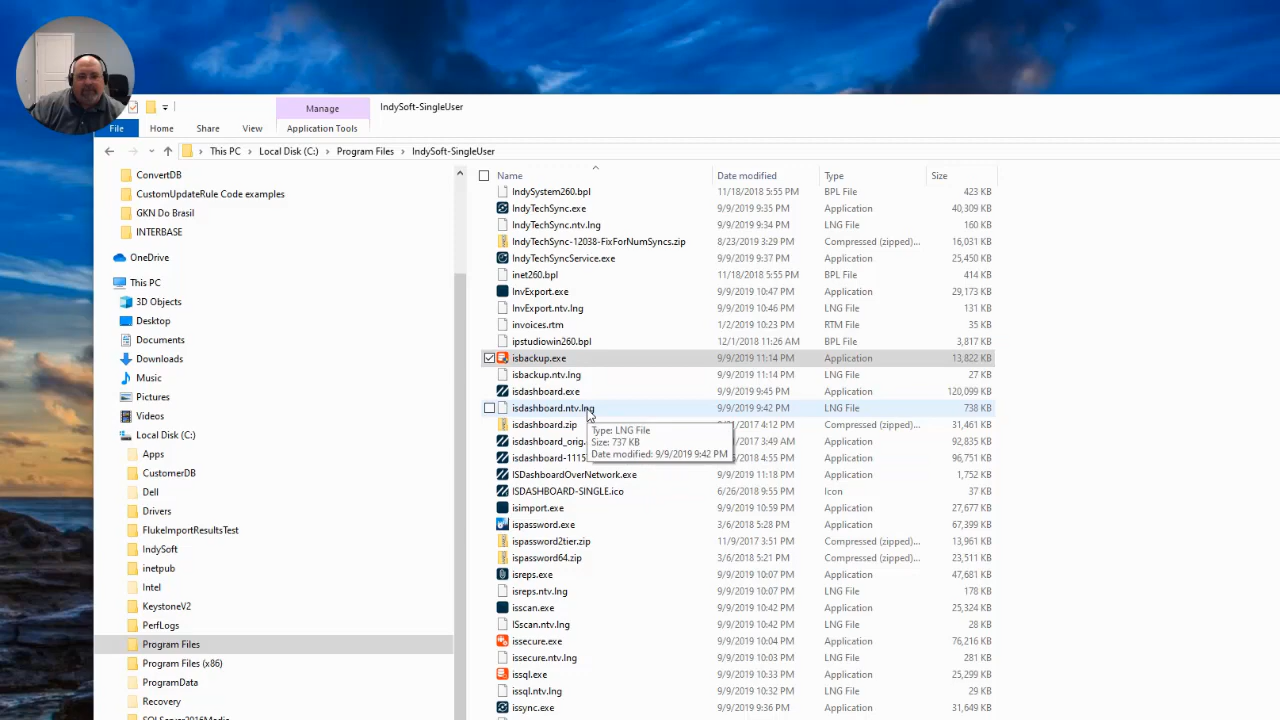 Manage
IndySoft-SingleUser
File
Home
Share
View
Application Tools
This PC
Local Disk (C:)
Program Files
IndySoft-SingleUser
ConvertDB
CustomUpdateRule Code examples
GKN Do Brasil
INTERBASE
OneDrive
This PC
3D Objects
Desktop
Documents
Downloads
Music
Pictures
Videos
Local Disk (C:)
Apps
CustomerDB
Dell
Drivers
FlukeImportResultsTest
IndySoft
inetpub
Intel
KeystoneV2
PerfLogs
Program Files
Program Files (x86)
ProgramData
Recovery
SQLServer2016Media
Name Date modified Type Size
IndySystem260.bpl 11/18/2018 5:55 PM BPL File 423 KB
IndyTechSync.exe 9/9/2019 9:35 PM Application 40,309 KB
IndyTechSync.ntv.lng 9/9/2019 9:34 PM LNG File 160 KB
IndyTechSync-12038-FixForNumSyncs.zip 8/23/2019 3:29 PM Compressed (zipped)... 16,031 KB
IndyTechSyncService.exe 9/9/2019 9:37 PM Application 25,450 KB
inet260.bpl 11/18/2018 5:55 PM BPL File 414 KB
InvExport.exe 9/9/2019 10:47 PM Application 29,173 KB
InvExport.ntv.lng 9/9/2019 10:46 PM LNG File 131 KB
invoices.rtm 1/2/2019 10:23 PM RTM File 38 KB
ipstudiowin260.bpl 12/1/2018 11:26 AM BPL File 3,817 KB
isbackup.exe 9/9/2019 11:14 PM Application 13,822 KB
isbackup.ntv.lng 9/9/2019 11:14 PM LNG File 27 KB
isdashboard.exe 9/9/2019 9:45 PM Application 120,099 KB
isdashboard.ntv.lng 9/9/2019 9:42 PM LNG File 738 KB
isdashboard.zip 2017 4:12 PM Compressed (zipped)... 31,461 KB
isdashboard_orig. 3:49 AM Application 92,835 KB
isdashboard-1115 9:36 PM Application 96,751 KB
Type: LNG File
Size: 737 KB
Date modified: 9/9/2019 9:42 PM
ISDashboardOverNetwork.exe 9/9/2019 11:18 PM Application 1,752 KB
ISDASHBOARD-SINGLE.ico 6/26/2018 9:55 PM Icon 37 KB
isimport.exe 9/9/2019 10:59 PM Application 27,677 KB
ispassword.exe 3/6/2018 5:28 PM Application 67,399 KB
ispassword2tier.zip 11/9/2017 3:51 PM Compressed (zipped)... 13,961 KB
ispassword64.zip 3/6/2018 5:21 PM Compressed (zipped)... 23,511 KB
isreps.exe 9/9/2019 10:07 PM Application 47,681 KB
isreps.ntv.lng 9/9/2019 10:07 PM LNG File 178 KB
isscan.exe 9/9/2019 10:42 PM Application 25,324 KB
ISscan.ntv.lng 9/9/2019 10:42 PM LNG File 28 KB
issecure.exe 9/9/2019 10:04 PM Application 76,216 KB
issecure.ntv.lng 9/9/2019 10:03 PM LNG File 281 KB
issql.exe 9/9/2019 10:33 PM Application 22,455 KB
issql.ntv.lng 9/9/2019 10:32 PM LNG File 29 KB
issync.exe 9/9/2019 9:36 PM Application 31,649 KB